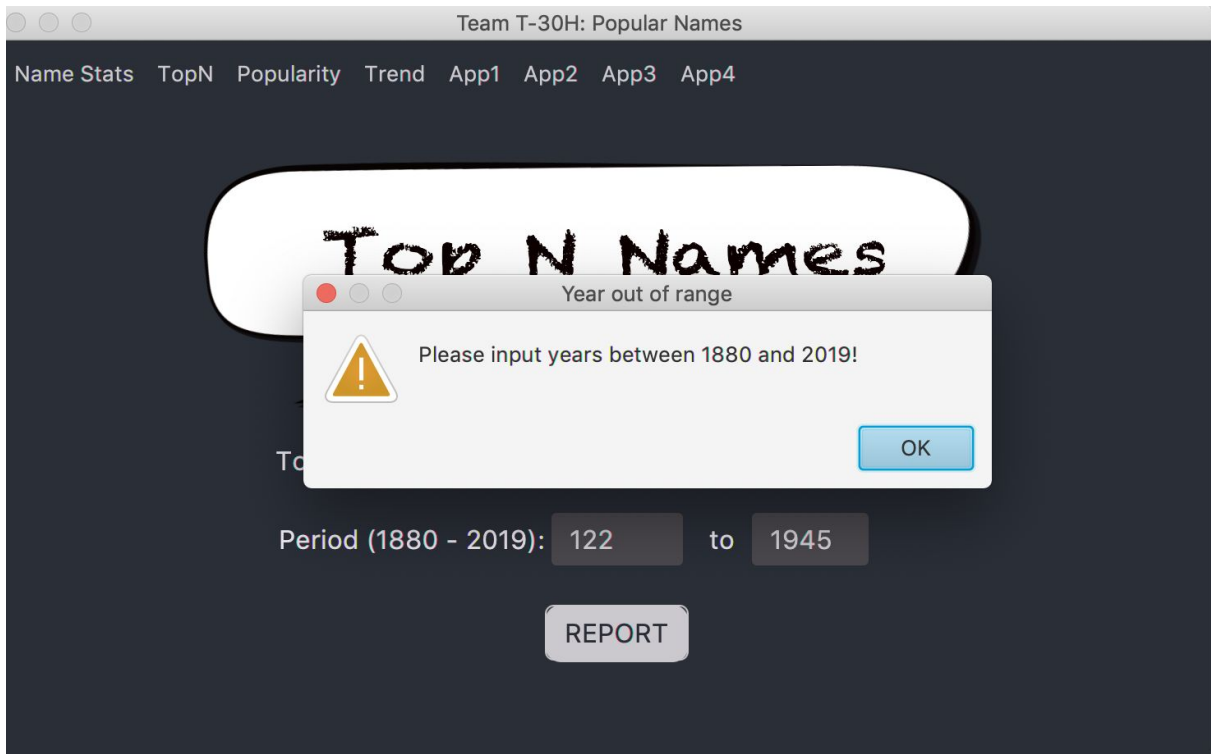 Team T-30H: Popular Names
Name Stats TopN Popularity Trend App1 App2 App3 App4
Top N Names
Year out of range
Please input years between 1880 and 2019!
OK
Period (1880 - 2019): 122 to 1945
REPORT